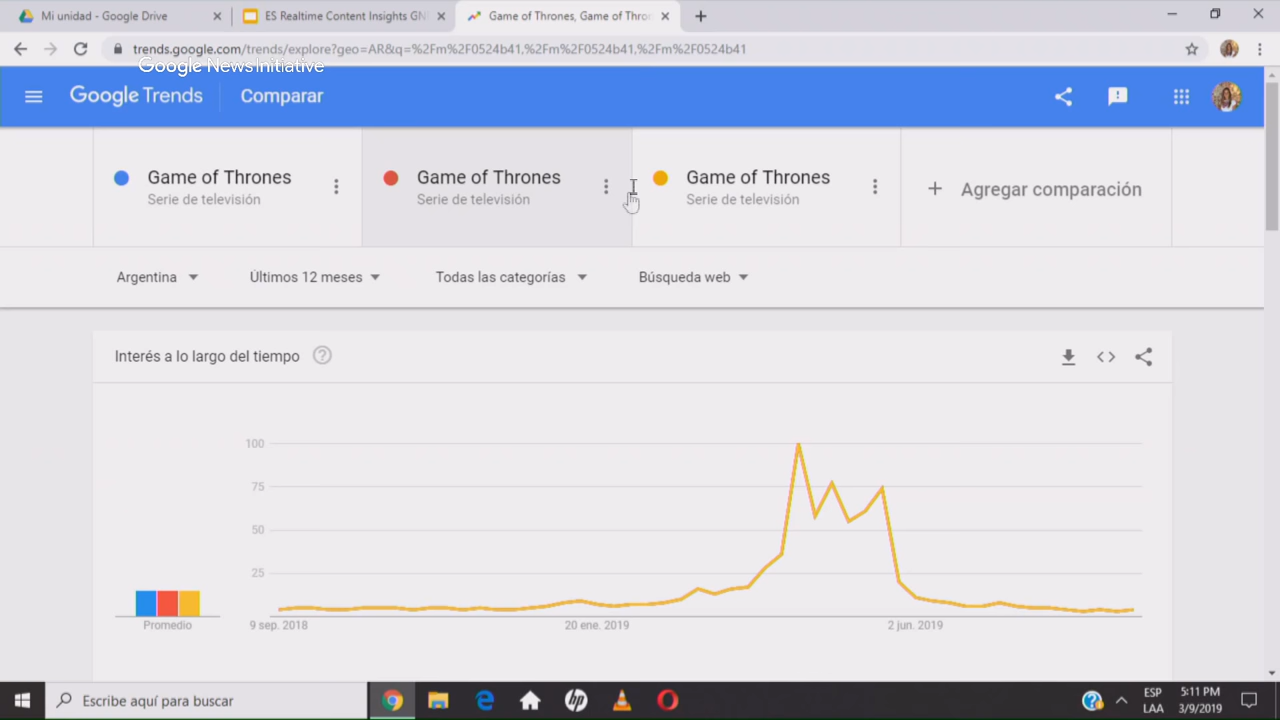 Mi unidad - Google Drive
ES Realtime Content Insights GNI
Game of Thrones, Game of Thron
trends.google.com/trends/explore?geo=AR&q=%2Fm%2F0524b41,%2Fm%2F0524b41,%2Fm%2F0524b41
Google News Initiative
Google Trends
Comparar
Game of Thrones
Serie de televisión
Game of Thrones
Serie de televisión
Game of Thrones
Serie de televisión
+ Agregar comparación
Argentina
Últimos 12 meses
Todas las categorías
Búsqueda web
Interés a lo largo del tiempo
100
75
50
25
Promedio
9 sep. 2018
20 ene. 2019
2 jun. 2019
Escribe aquí para buscar
hp
ESP
LAA
5:11 PM
3/9/2019